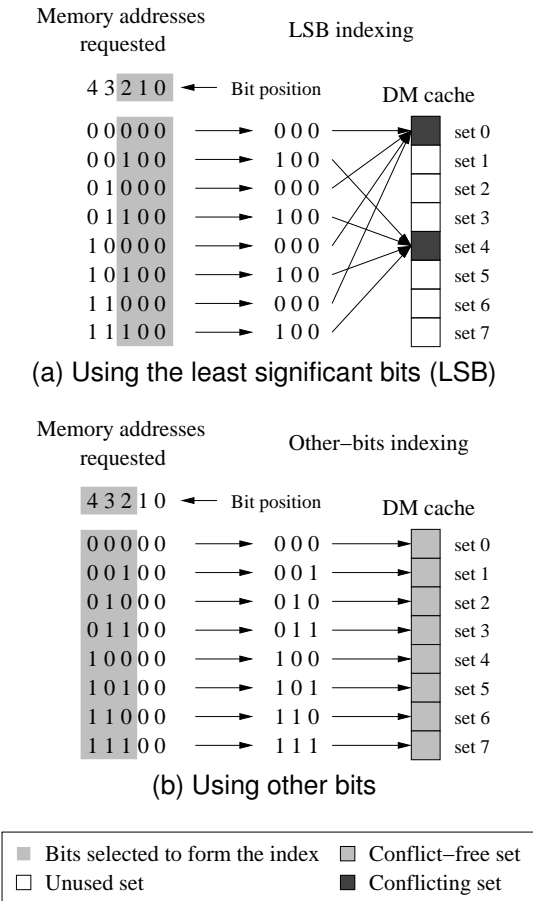 Memory addresses requested
LSB indexing
4 3 2 1 0 Bit position
DM cache
0 0 0 0 0 0 0 0 set 0
0 0 1 0 0 1 0 0 set 1
0 1 0 0 0 0 0 0 set 2
0 1 1 0 0 1 0 0 set 3
1 0 0 0 0 0 0 0 set 4
1 0 1 0 0 1 0 0 set 5
1 1 0 0 0 0 0 0 set 6
1 1 1 0 0 1 0 0 set 7
(a) Using the least significant bits (LSB)
Memory addresses requested
Other−bits indexing
4 3 2 1 0 Bit position
DM cache
0 0 0 0 0 0 0 0 set 0
0 0 1 0 0 0 0 1 set 1
0 1 0 0 0 0 1 0 set 2
0 1 1 0 0 0 1 1 set 3
1 0 0 0 0 1 0 0 set 4
1 0 1 0 0 1 0 1 set 5
1 1 0 0 0 1 1 0 set 6
1 1 1 0 0 1 1 1 set 7
(b) Using other bits
Bits selected to form the index Conflict−free set
Unused set Conflicting set